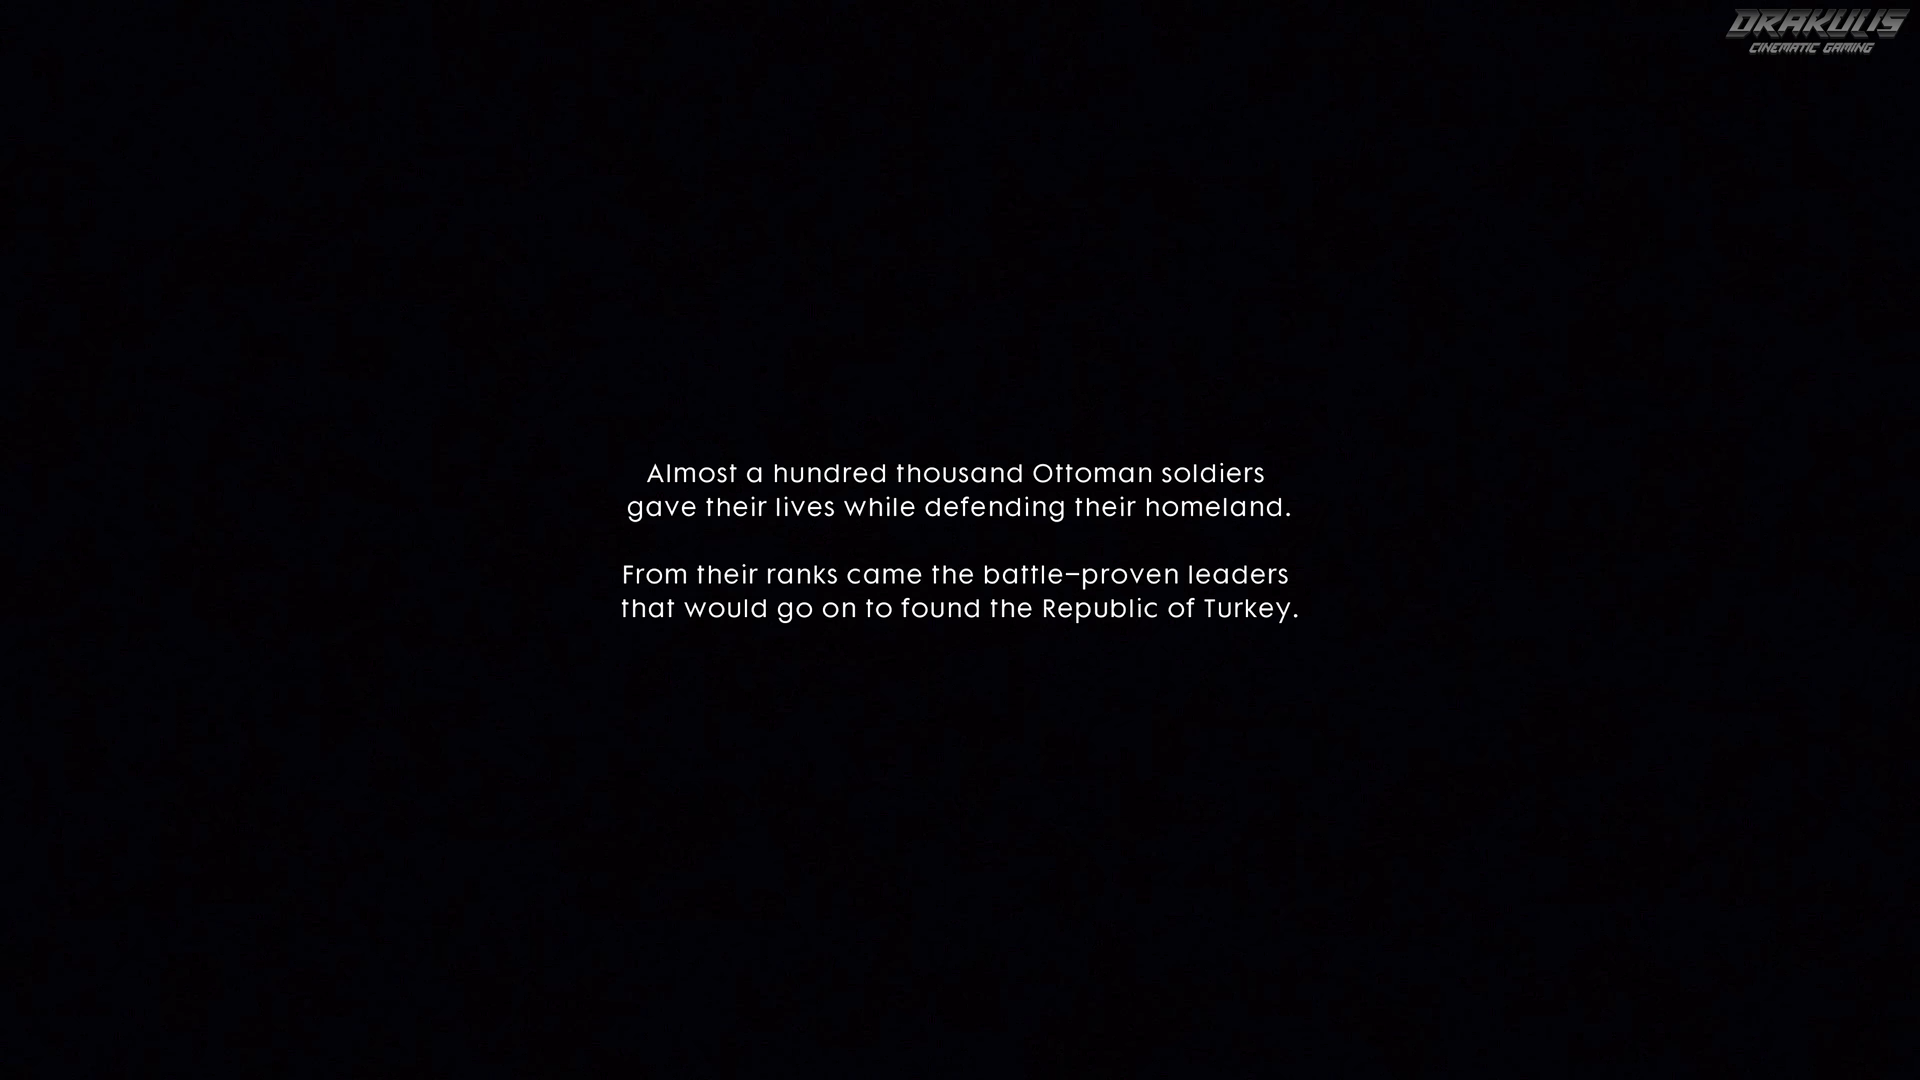 DRAKULIS
CINEMATIC GAMING
Almost a hundred thousand Ottoman soldiers
gave their lives while defending their homeland.
From their ranks came the battle-proven leaders
that would go on to found the Republic of Turkey.